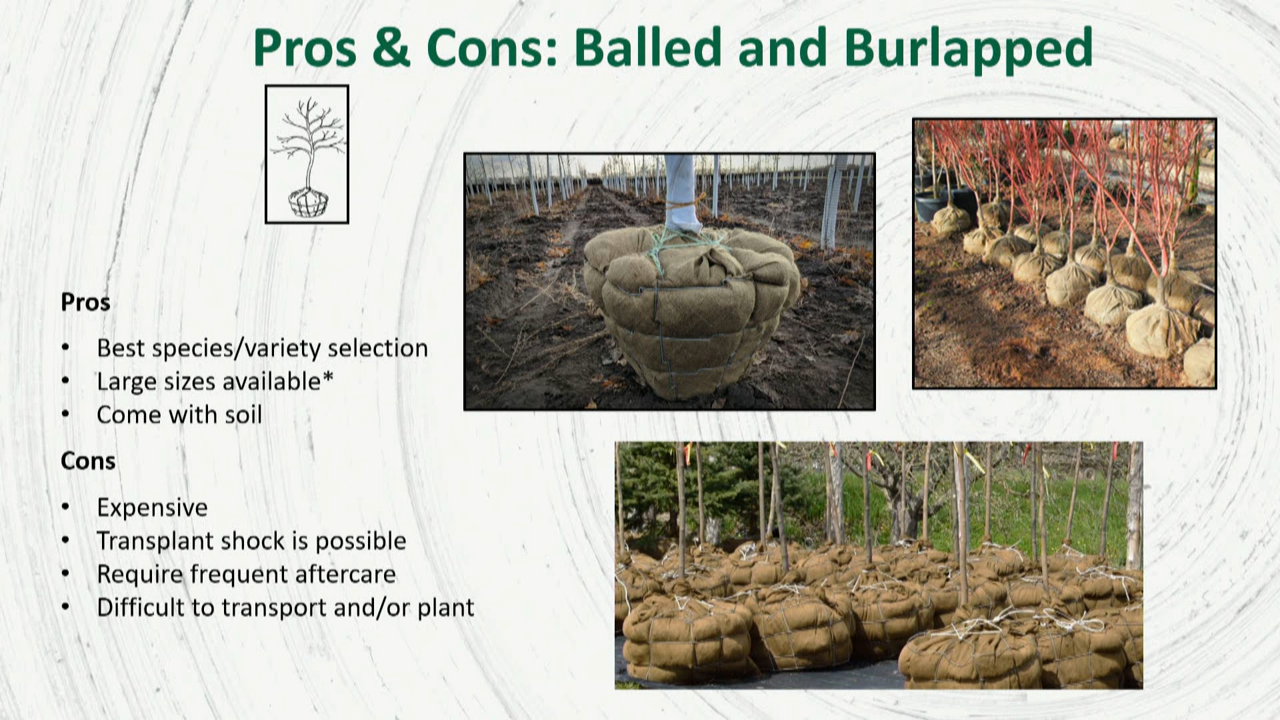 Pros & Cons: Balled and Burlapped
Pros
• Best species/variety selection
• Large sizes available*
• Come with soil
Cons
• Expensive
• Transplant shock is possible
• Require frequent aftercare
• Difficult to transport and/or plant